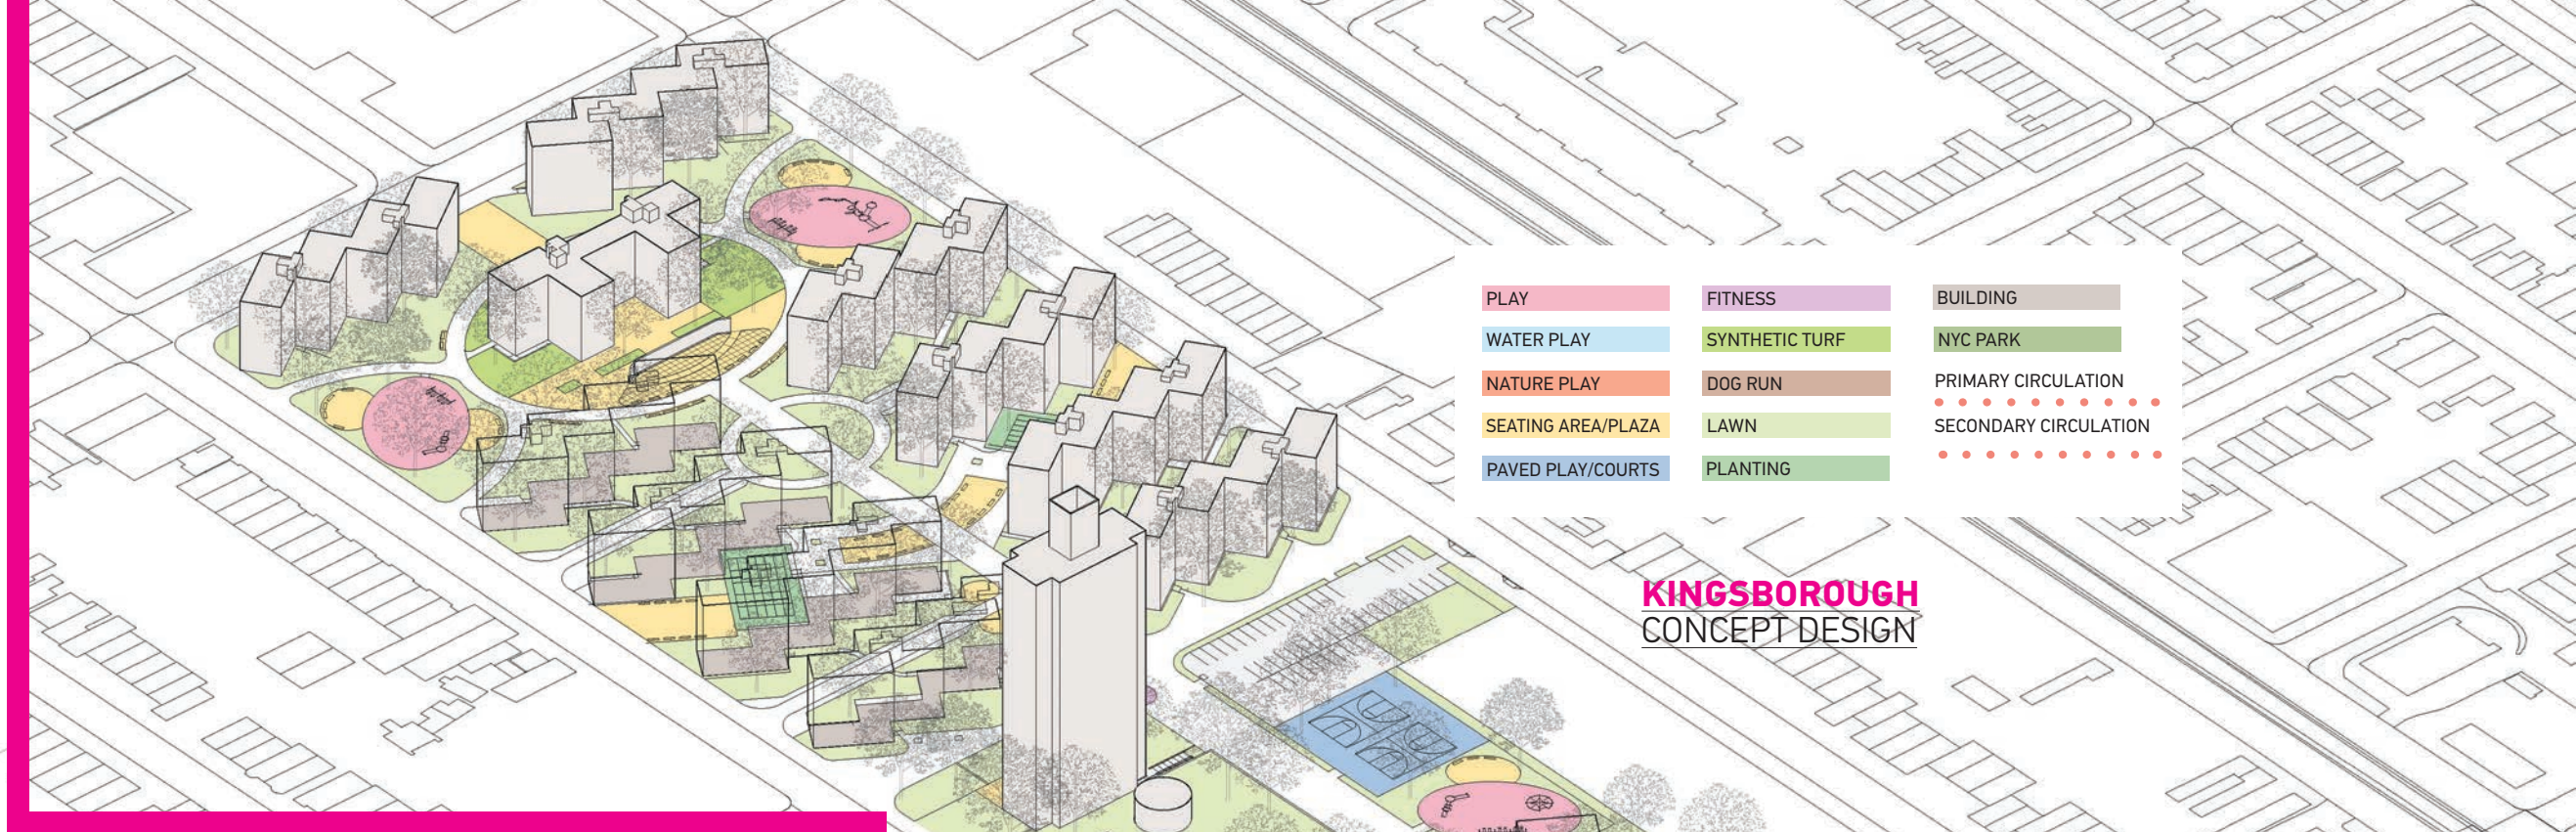 PLAY
WATER PLAY
NATURE PLAY
SEATING AREA/PLAZA
PAVED PLAY/COURTS
FITNESS
SYNTHETIC TURF
DOG RUN
LAWN
PLANTING
BUILDING
NYC PARK
PRIMARY CIRCULATION
SECONDARY CIRCULATION
KINGSBOROUGH
CONCEPT DESIGN